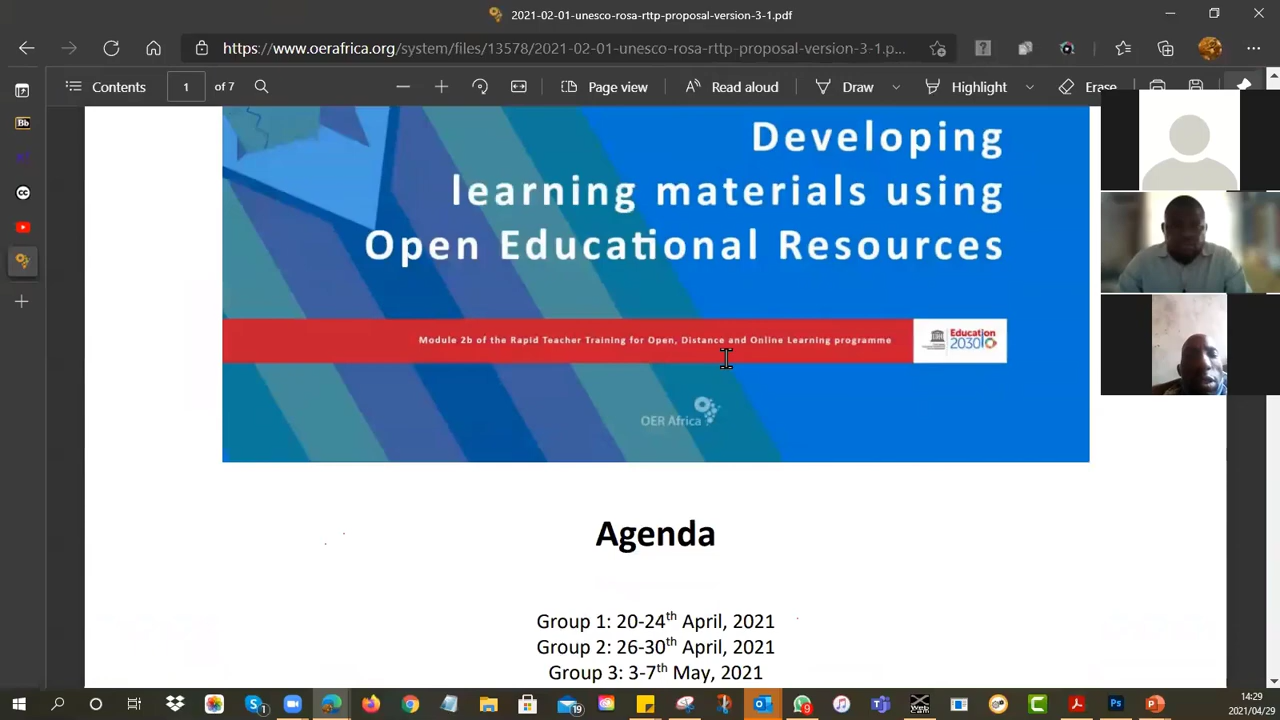 2021-02-01-unesco-rosa-rttp-proposal-version-3-1.pdf
https://www.oerafrica.org/system/files/13378/2021-02-01-unesco-rosa-rttp-proposal-version-3-1.p...
Contents 1 of 7 Page view Read aloud Draw Highlight Erase
Bb
Developing
learning materials using
Open Educational Resources
Module 2b of the Rapid Teacher Training for Open, Distance and Online Learning programme
Education
2030
OER Africa
Agenda
Group 1: 20-24th April, 2021
Group 2: 26-30th April, 2021
Group 3: 3-7th May, 2021
14:29
2021/04/29